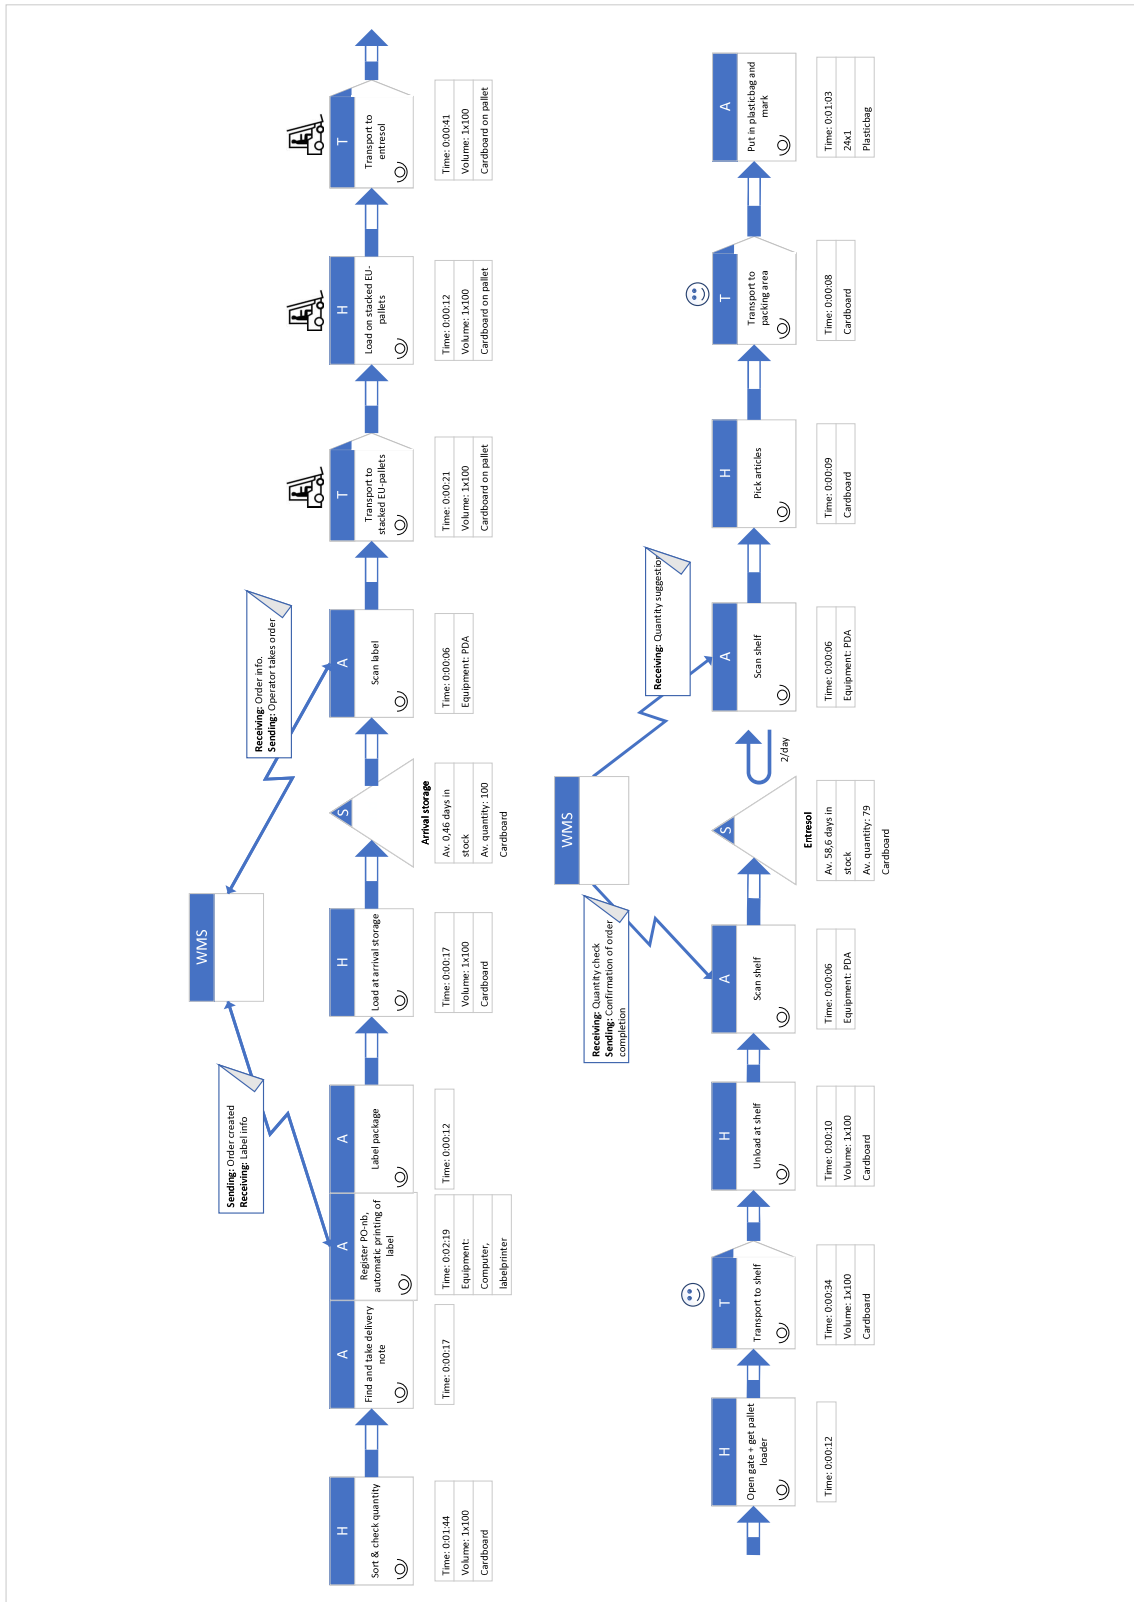 WMS
Sending: Order created
Receiving: Label info
Receiving: Order info.
Sending: Operator takes order
H
Sort & check quantity
Time: 0:01:44
Volume: 1x100
Cardboard
A
Find and take delivery
note
Time: 0:00:17
A
Register PO-nb,
automatic printing of
label
Time: 0:02:19
Equipment:
Computer,
labelprinter
A
Label package
Time: 0:00:12
H
Load at arrival storage
Time: 0:00:17
Volume: 1x100
Cardboard
S
Arrival storage
Av. 0,46 days in
stock
Av. quantity: 100
Cardboard
A
Scan label
Time: 0:00:06
Equipment: PDA
T
Transport to
stacked EU-pallets
Time: 0:00:21
Volume: 1x100
Cardboard on pallet
H
Load on stacked EU-
pallets
Time: 0:00:12
Volume: 1x100
Cardboard on pallet
T
Transport to
entresol
Time: 0:00:41
Volume: 1x100
Cardboard on pallet
WMS
Receiving: Quantity check
Sending: Confirmation of order
completion
Receiving: Quantity suggestion
H
Open gate + get pallet
loader
Time: 0:00:12
T
Transport to shelf
Time: 0:00:34
Volume: 1x100
Cardboard
H
Unload at shelf
Time: 0:00:10
Volume: 1x100
Cardboard
A
Scan shelf
Time: 0:00:06
Equipment: PDA
S
Entresol
Av. 58,6 days in
stock
Av. quantity: 79
Cardboard
2/day
A
Scan shelf
Time: 0:00:06
Equipment: PDA
H
Pick articles
Time: 0:00:09
Cardboard
T
Transport to
packing area
Time: 0:00:08
Cardboard
A
Put in plasticbag and
mark
Time: 0:01:03
24x1
Plasticbag